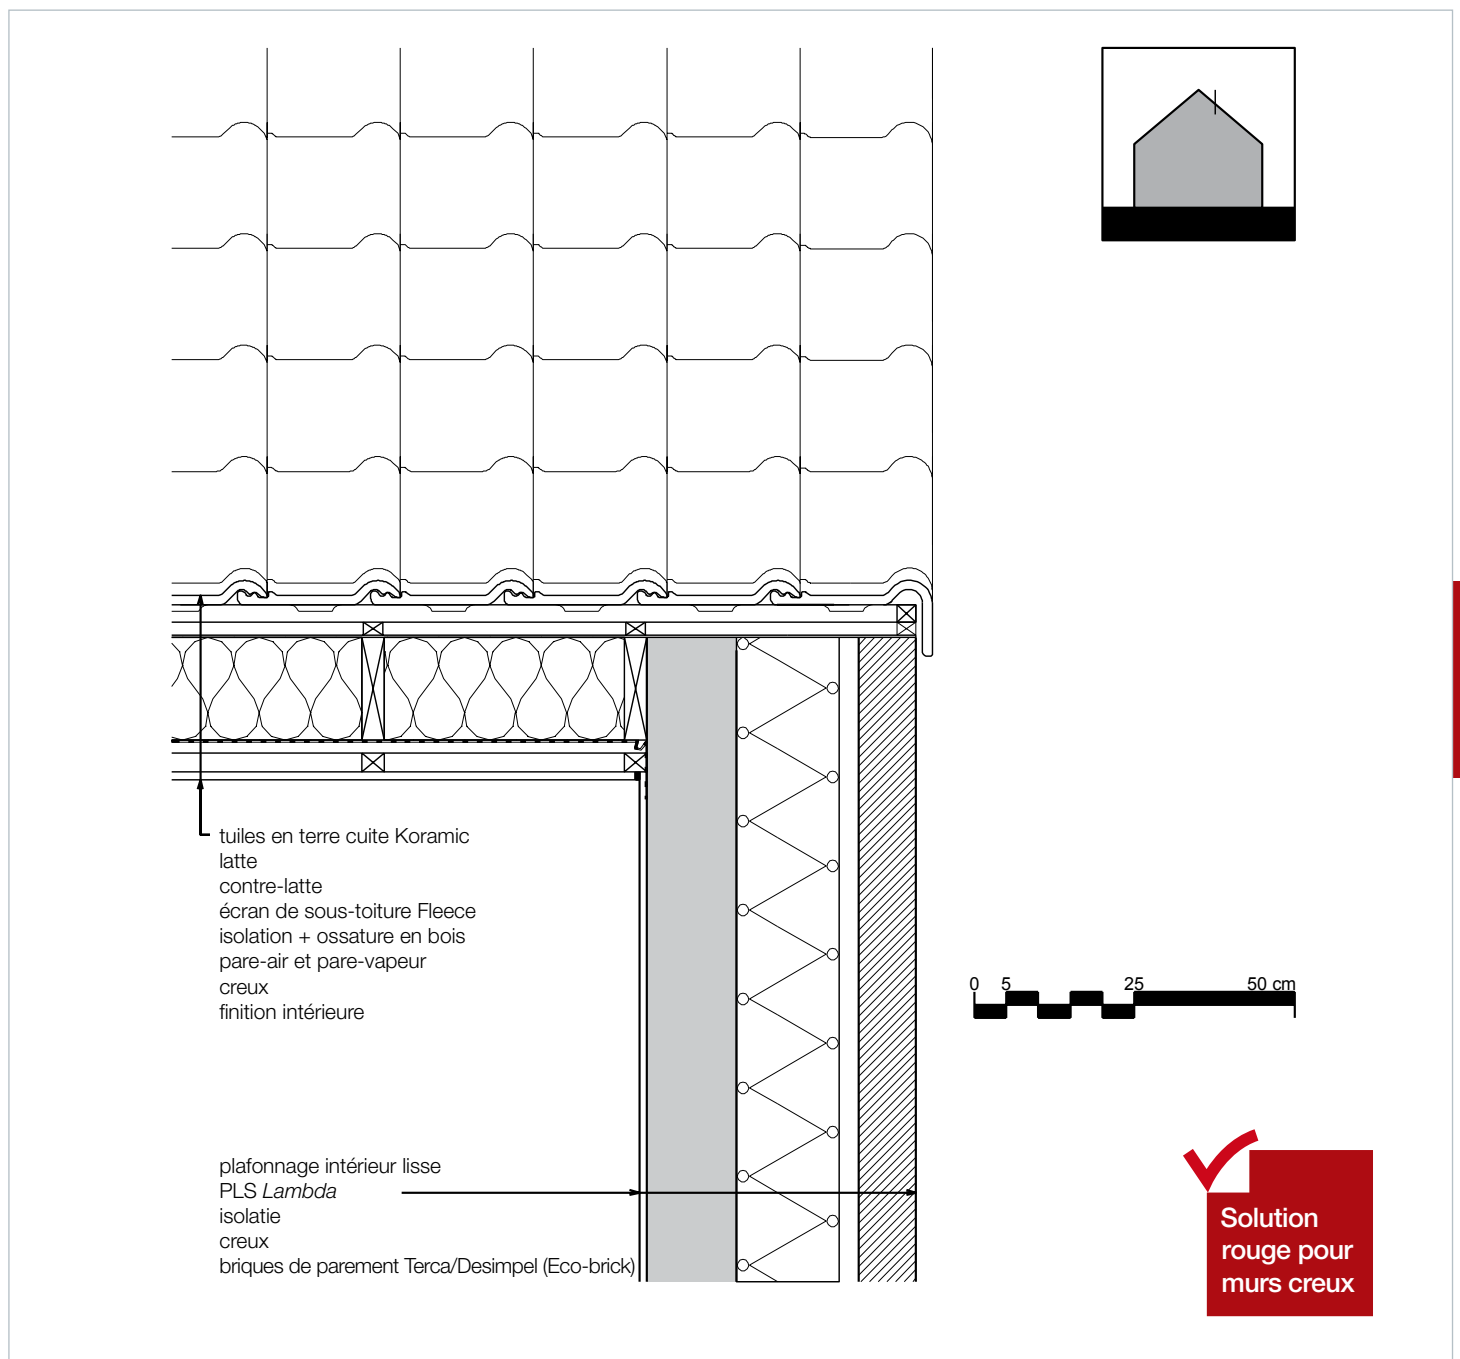 tuiles en terre cuite Koramic
latte
contre-latte
écran de sous-toiture Fleece
isolation + ossature en bois
pare-air et pare-vapeur
creux
finition intérieure
0 5 25 50 cm
plafonnage intérieur lisse
PLS Lambda
isolatie
creux
briques de parement Terca/Desimpel (Eco-brick)
Solution
rouge pour
murs creux